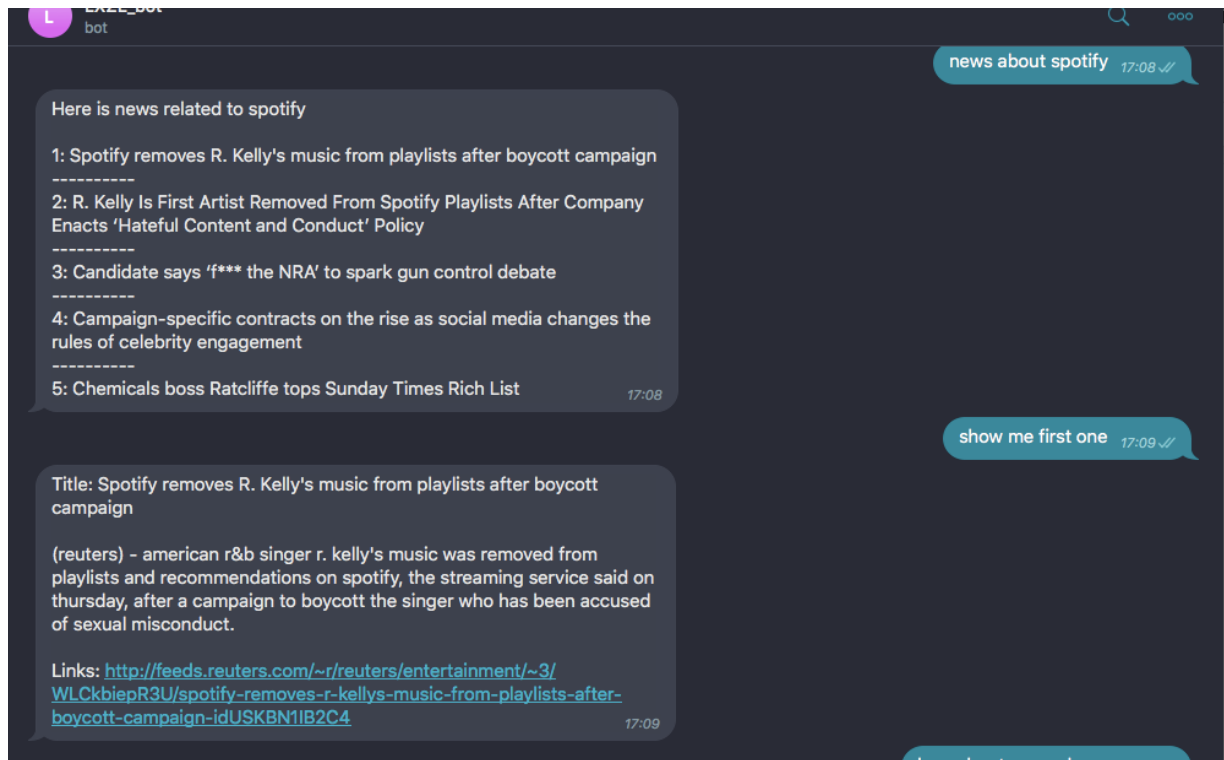 L
bot
news about spotify 17:08
Here is news related to spotify
1: Spotify removes R. Kelly's music from playlists after boycott campaign
----------
2: R. Kelly Is First Artist Removed From Spotify Playlists After Company
Enacts ‘Hateful Content and Conduct’ Policy
----------
3: Candidate says ‘f*** the NRA’ to spark gun control debate
----------
4: Campaign-specific contracts on the rise as social media changes the
rules of celebrity engagement
----------
5: Chemicals boss Ratcliffe tops Sunday Times Rich List 17:08
show me first one 17:09
Title: Spotify removes R. Kelly's music from playlists after boycott
campaign
(reuters) - american r&b singer r. kelly's music was removed from
playlists and recommendations on spotify, the streaming service said on
thursday, after a campaign to boycott the singer who has been accused
of sexual misconduct.
Links: http://feeds.reuters.com/~r/reuters/entertainment/~3/
WLCkbiepR3U/spotify-removes-r-kellys-music-from-playlists-after-
boycott-campaign-idUSKBN1IB2C4 17:09